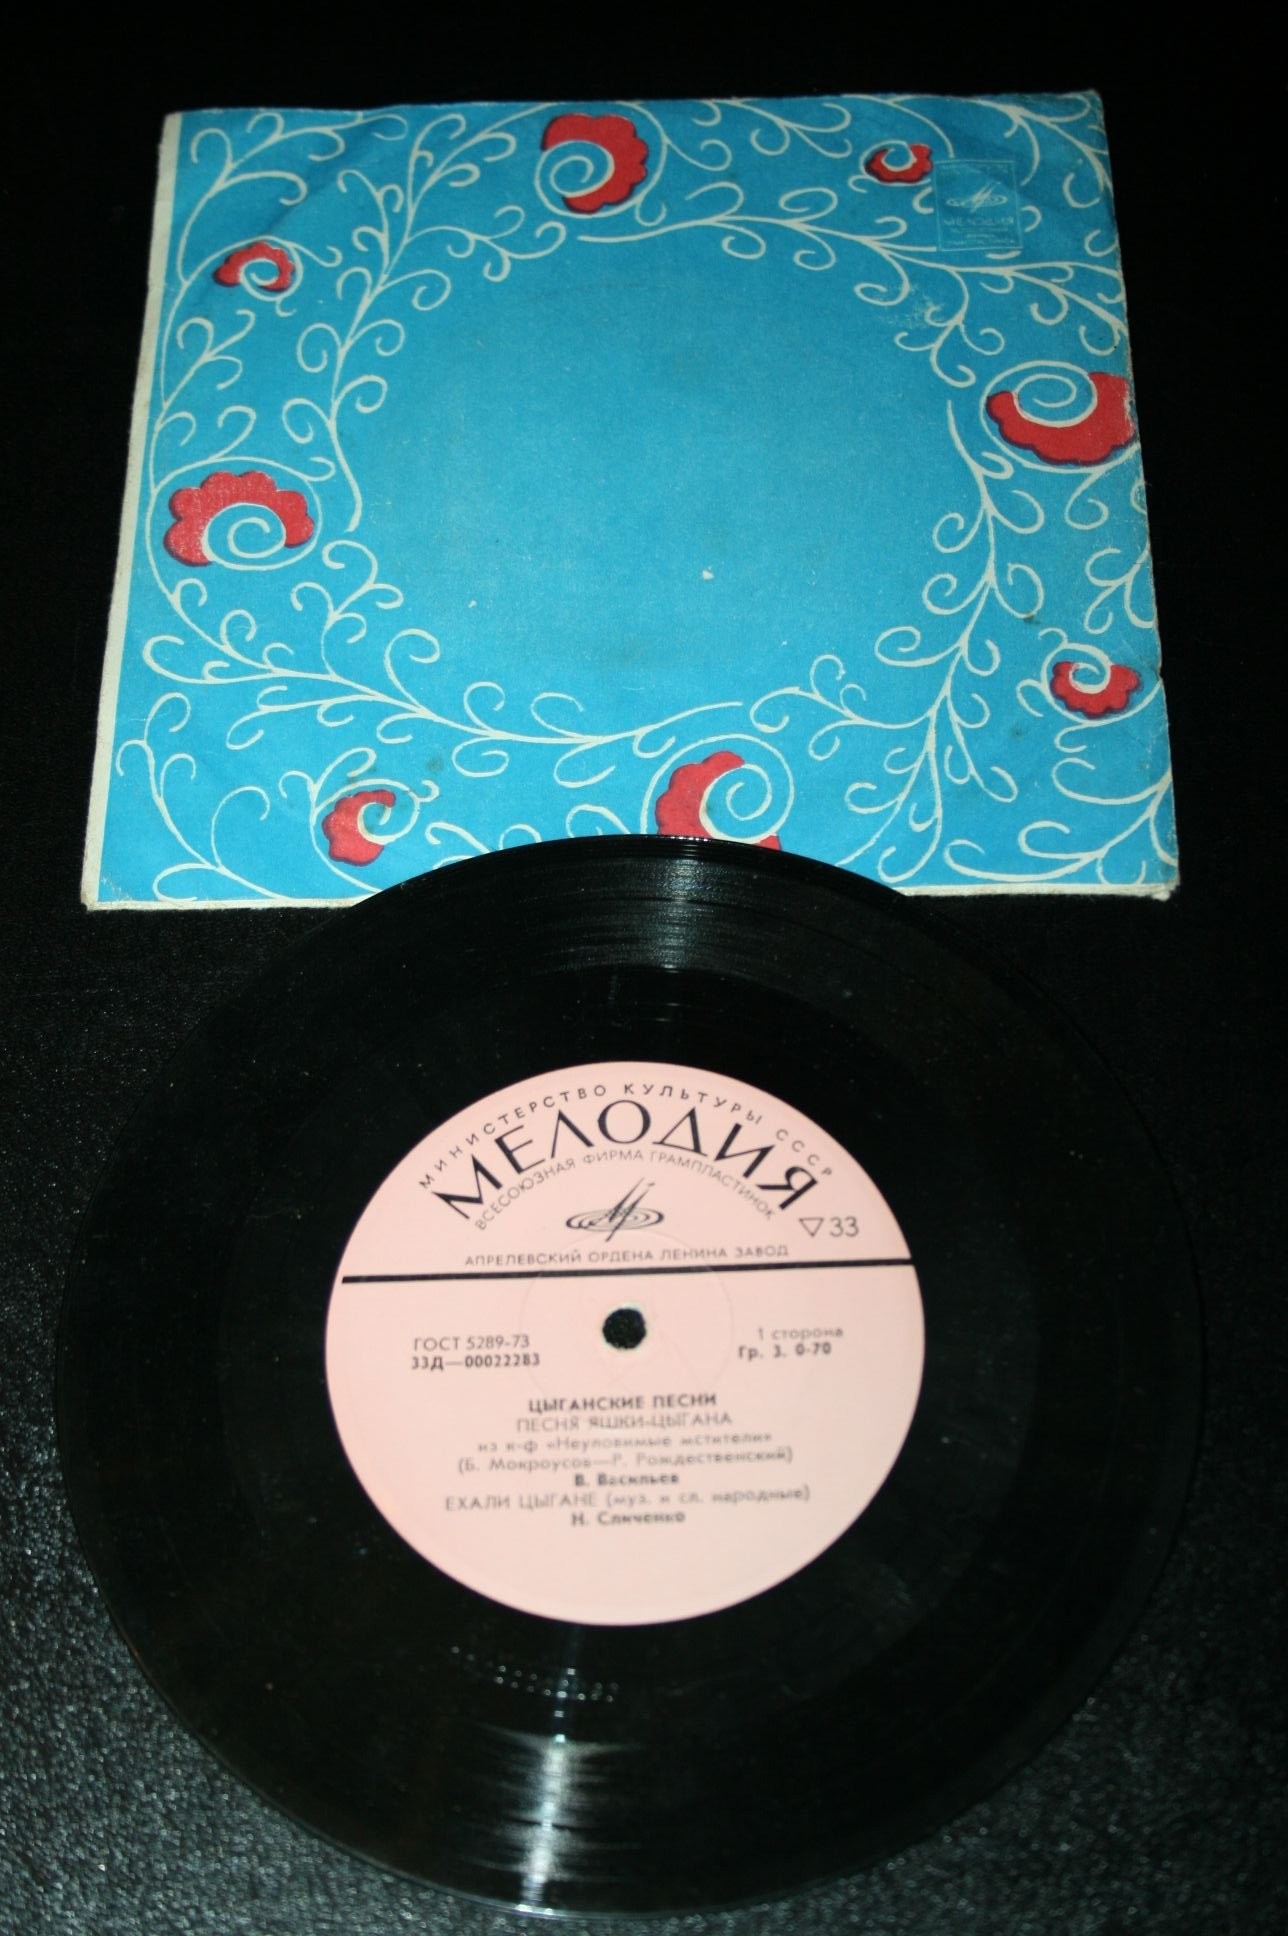 МЕЛОДИЯ
МИНИСТЕРСТВО КУЛЬТУРЫ СССР
МЕЛОДИЯ
ВСЕСОЮЗНАЯ ФИРМА ГРАМПЛАСТИНОК
▽33
АПРЕЛЕВСКИЙ ОРДЕНА ЛЕНИНА ЗАВОД
ГОСТ 5289-73 1 сторона
33Д—00022283 Гр. 3. 0-70
ЦЫГАНСКИЕ ПЕСНИ
ПЕСНЯ ЯШКИ-ЦЫГАНА
из к-ф «Неуловимые мстители»
(Б. Мокроусов—Р. Рождественский)
В. Васильев
ЕХАЛИ ЦЫГАНЕ (муз. и сл. народные)
Н. Сличенко